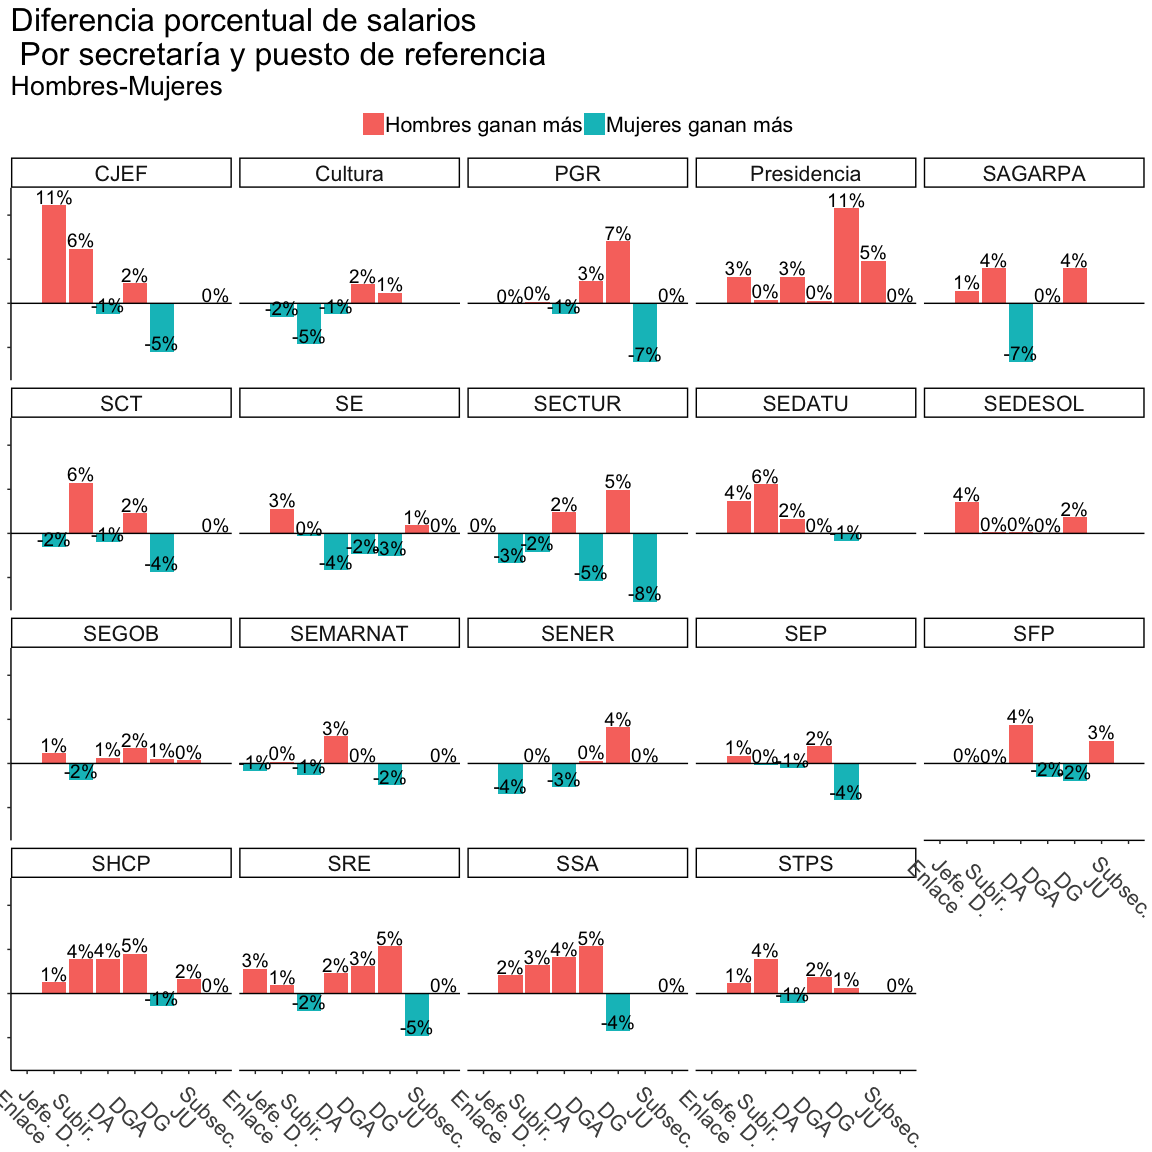 Diferencia porcentual de salarios
Por secretaría y puesto de referencia
Hombres-Mujeres
Hombres ganan más Mujeres ganan más
CJEF Cultura PGR Presidencia SAGARPA
11% 6% -1% 2% -5% 0%
-2% -5% -1% 2% 1%
0% 0% -1% 3% 7% -7% 0%
3% 0% 3% 0% 11% 5% 0%
1% 4% -7% 0% 4%
SCT SE SECTUR SEDATU SEDESOL
-2% 6% -1% 2% -4% 0%
3% 0% -4% -2% -3% 1% 0%
0% -3% -2% 2% -5% 5% -8%
4% 6% 2% 0% -1%
4% 0% 0% 0% 2%
SEGOB SEMARNAT SENER SEP SFP
1% -2% 1% 2% 1% 0%
-1% 0% -1% 3% 0% -2% 0%
-4% 0% -3% 0% 4% 0%
1% 0% -1% 2% -4%
0% 0% 4% -2% -2% 3%
Enlace Jefe. D. Subir. DA DGA DG JU Subsec.
SHCP SRE SSA STPS
1% 4% 4% 5% -1% 2% 0%
3% 1% -2% 2% 3% 5% -5% 0%
2% 3% 4% 5% -4% 0%
1% 4% -1% 2% 1% 0%
Enlace Jefe. D. Subir. DA DGA DG JU Subsec.
Enlace Jefe. D. Subir. DA DGA DG JU Subsec.
Enlace Jefe. D. Subir. DA DGA DG JU Subsec.
Enlace Jefe. D. Subir. DA DGA DG JU Subsec.